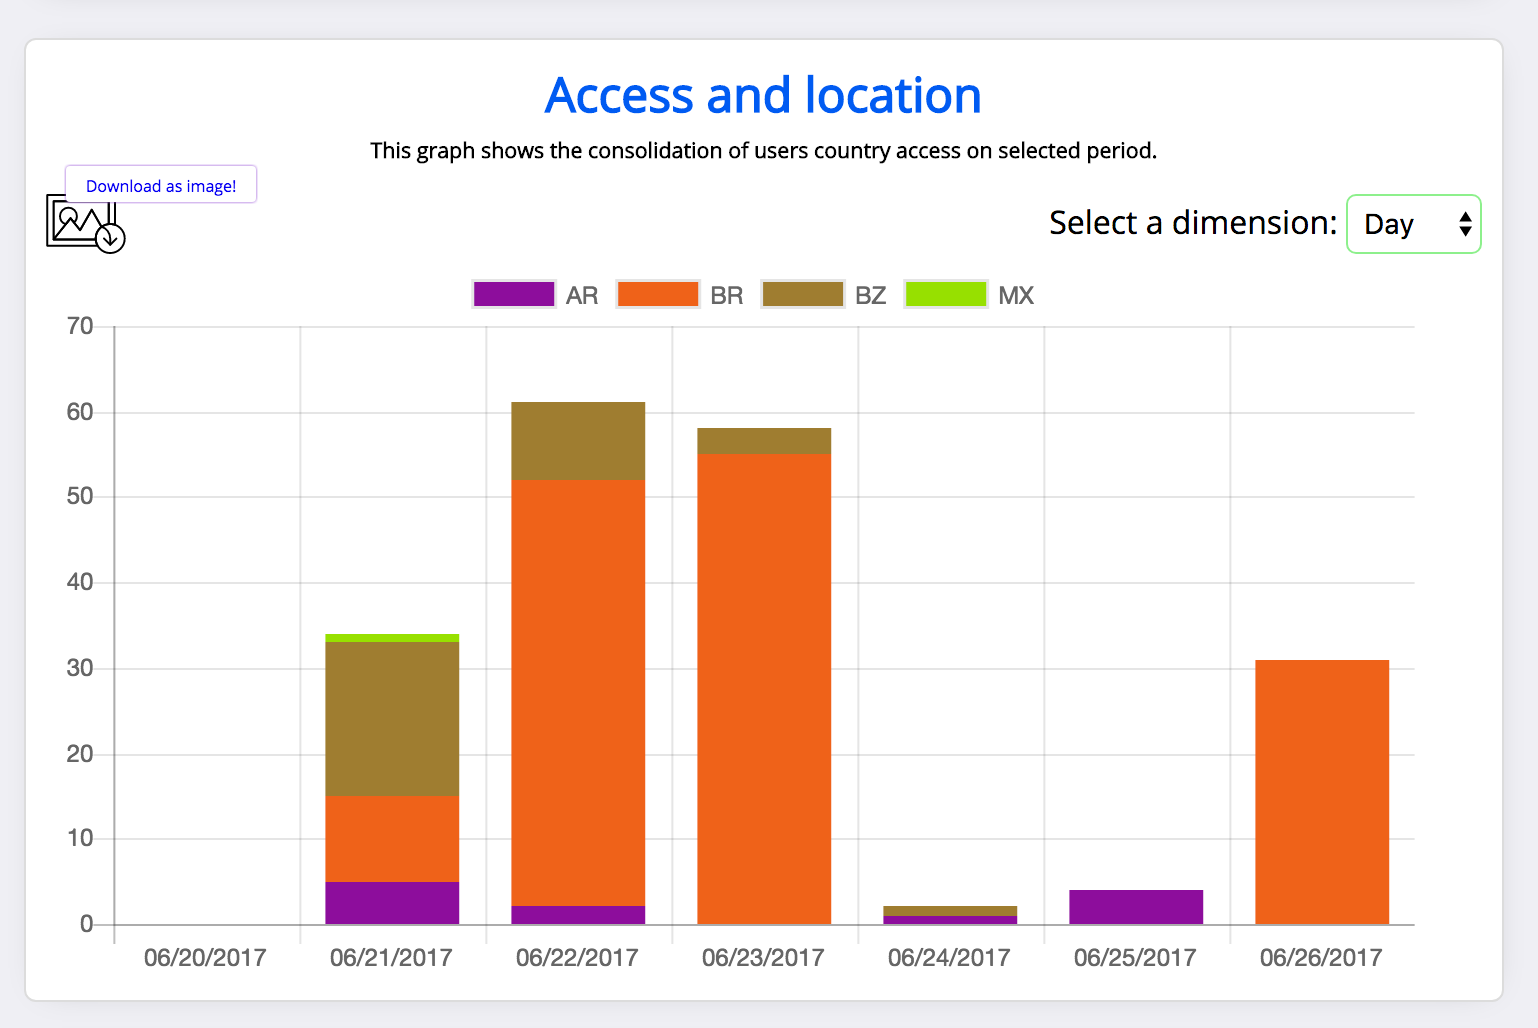 Access and location
This graph shows the consolidation of users country access on selected period.
Download as image!
Select a dimension: Day
AR BR BZ MX
70
60
50
40
30
20
10
0
06/20/2017 06/21/2017 06/22/2017 06/23/2017 06/24/2017 06/25/2017 06/26/2017